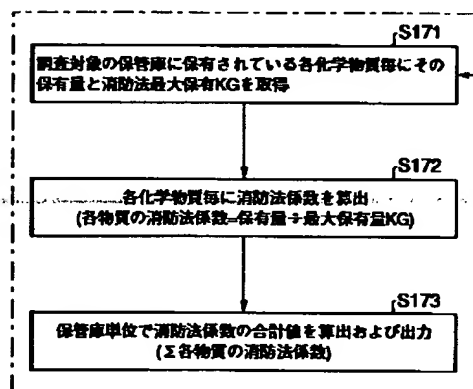 S171
調査対象の保管庫に保有されている各化学物質毎にその
保有量と消防法最大保有KGを取得
S172
各化学物質毎に消防法係数を算出
(各物質の消防法係数=保有量÷最大保有量KG)
S173
保管庫単位で消防法係数の合計値を算出および出力
(Σ各物質の消防法係数)